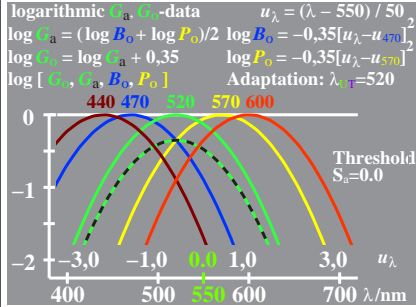 logarithmic Ga, Go-data uλ = (λ − 550) / 50
log Ga = (log Bo + log Po)/2 log Bo = −0,35[uλ−u470]²
log Go = log Ga + 0,35 log Po = −0,35[uλ−u570]²
log [ Go, Ga, Bo, Po ] Adaptation: λUT=520
440 470 520 570 600
0
Threshold
Sa=0.0
−1
−2 −3,0 −1,0 0.0 1,0 3,0 uλ
400 500 550 600 700 λ/nm